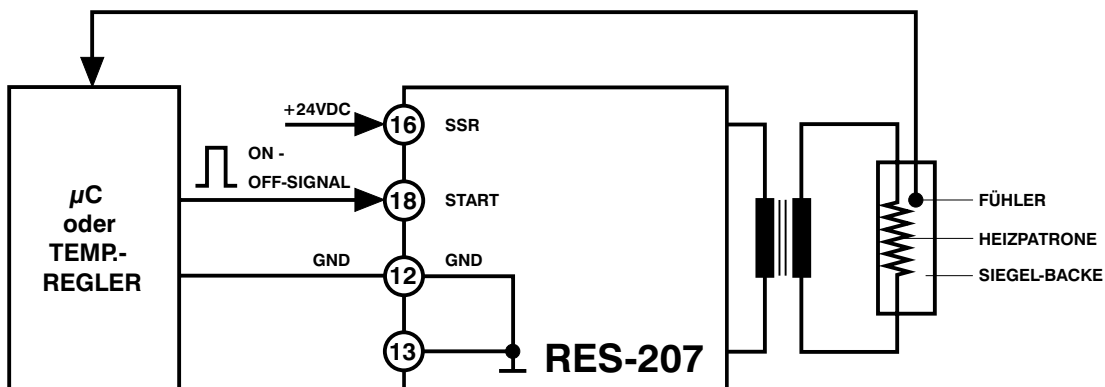 +24VDC
16
SSR
ON -
OFF-SIGNAL
18
START
µC
oder
TEMP.-
REGLER
GND
12
GND
13
RES-207
FÜHLER
HEIZPATRONE
SIEGEL-BACKE